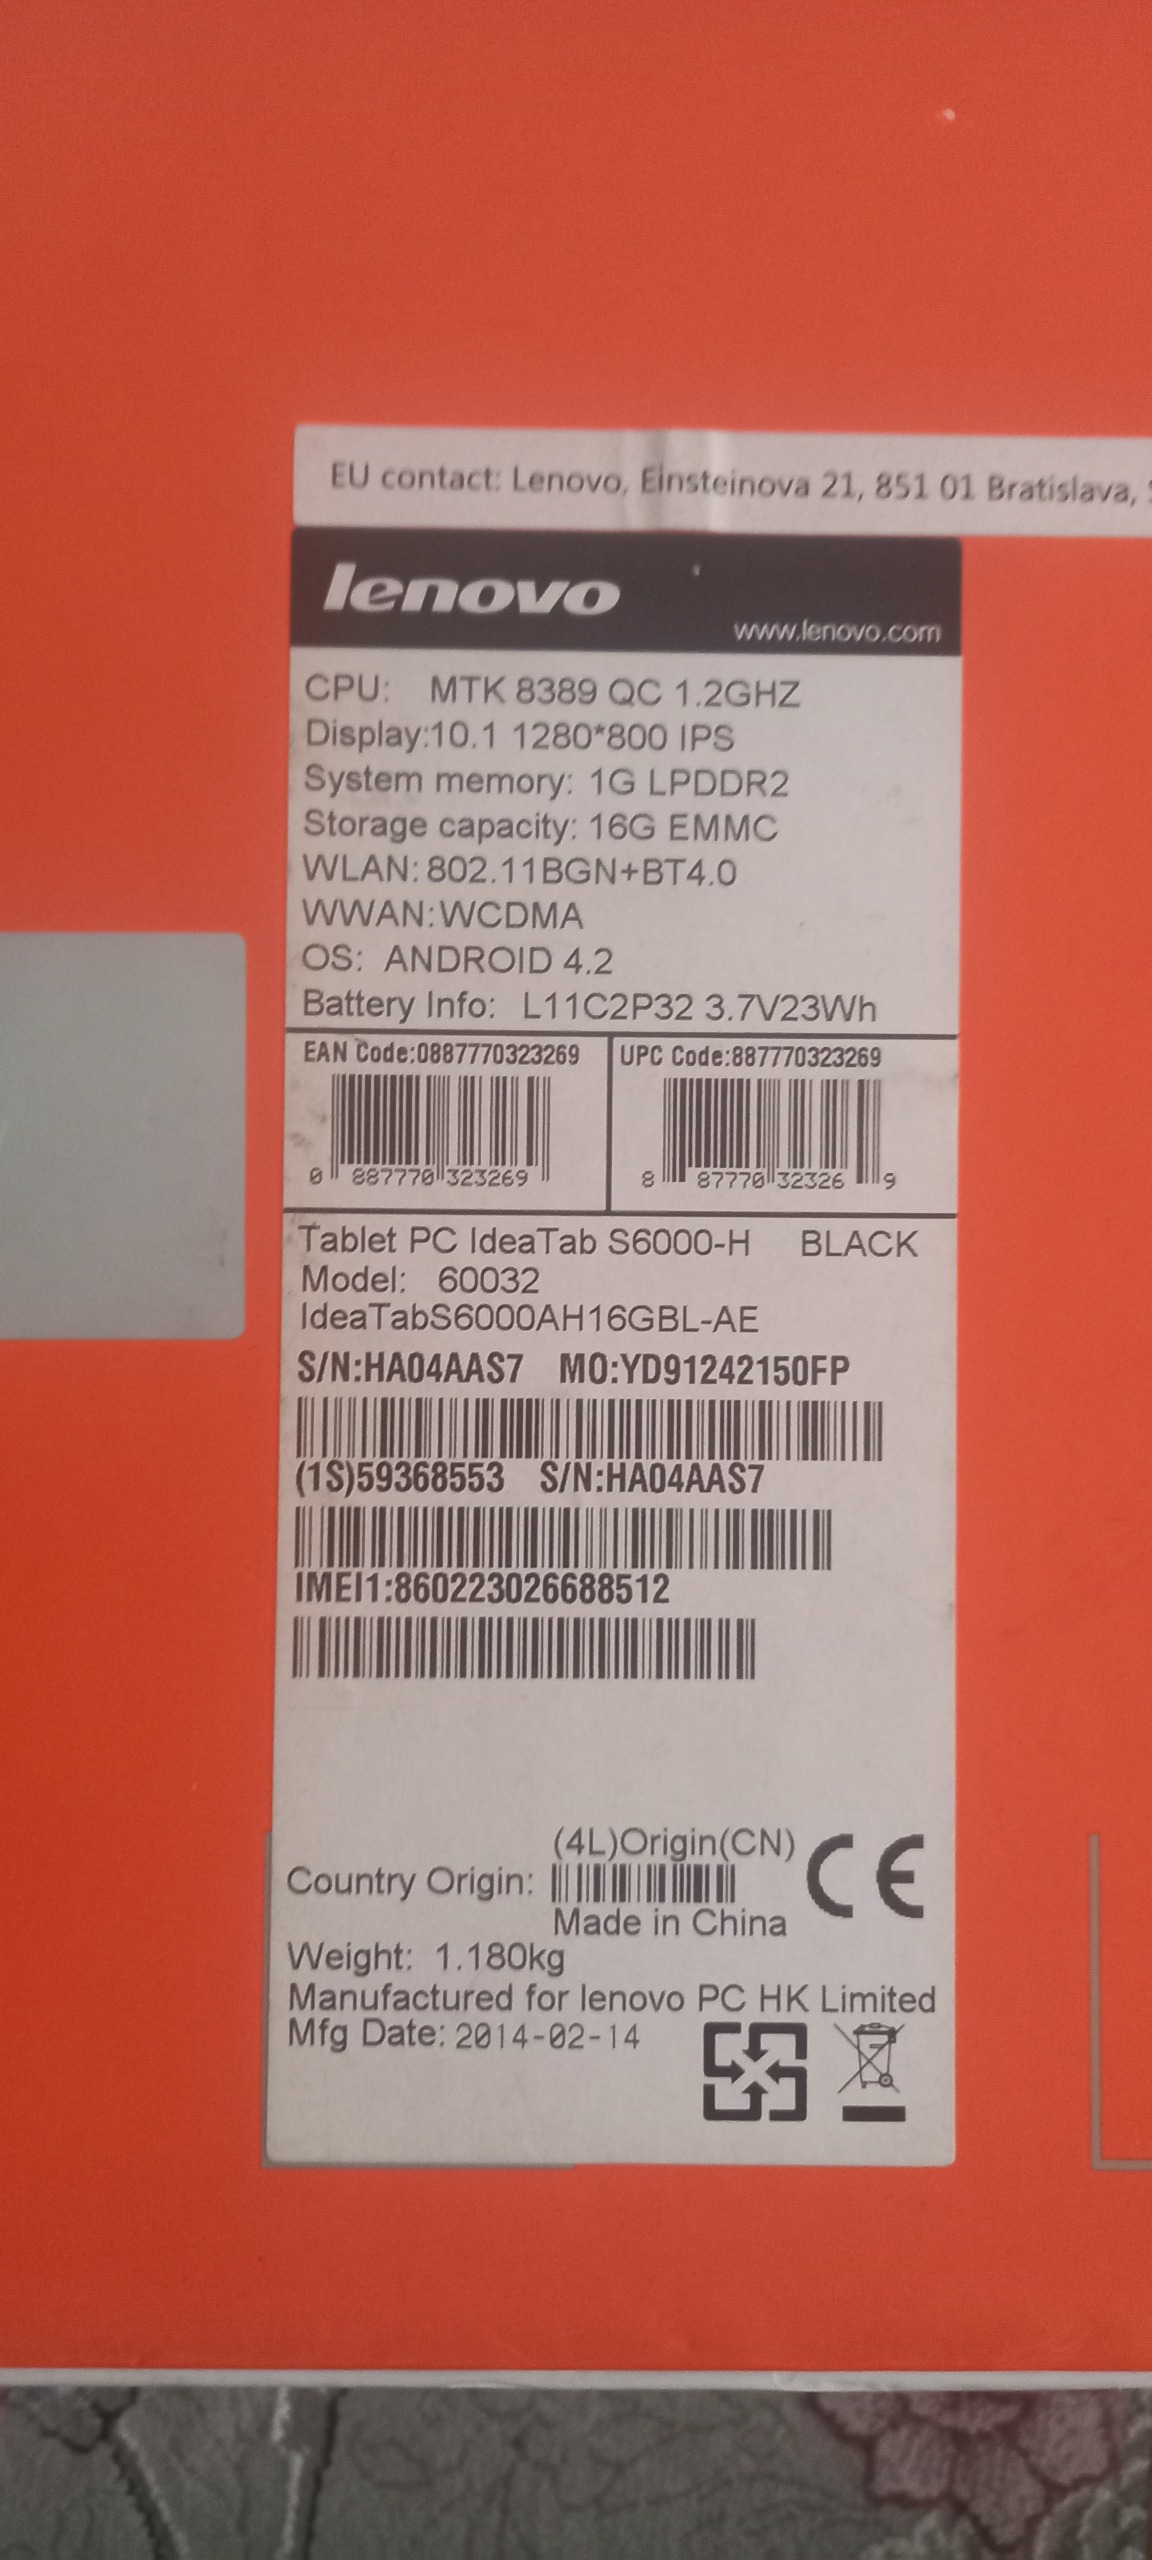 EU contact: Lenovo, Einsteinova 21, 851 01 Bratislava,
lenovo
www.lenovo.com
CPU: MTK 8389 QC 1.2GHZ
Display:10.1 1280*800 IPS
System memory: 1G LPDDR2
Storage capacity: 16G EMMC
WLAN: 802.11BGN+BT4.0
WWAN:WCDMA
OS: ANDROID 4.2
Battery Info: L11C2P32 3.7V23Wh
EAN Code:0887770323269
0 887770 323269
UPC Code:887770323269
8 87770 32326 9
Tablet PC IdeaTab S6000-H BLACK
Model: 60032
IdeaTabS6000AH16GBL-AE
S/N:HA04AAS7 MO:YD91242150FP
(1S)59368553 S/N:HA04AAS7
IMEI1:860223026688512
(4L)Origin(CN)
Country Origin:
Made in China
CE
Weight: 1.180kg
Manufactured for lenovo PC HK Limited
Mfg Date: 2014-02-14